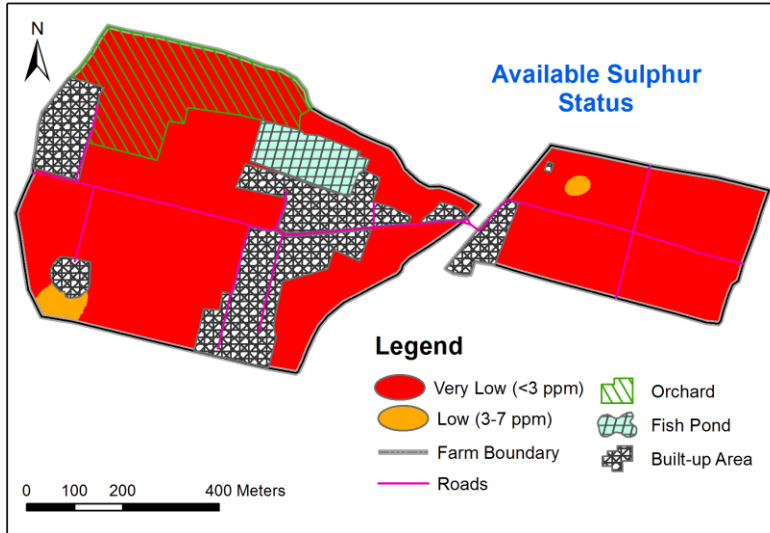 N
Available Sulphur
Status
Legend
Very Low (<3 ppm)
Low (3-7 ppm)
Farm Boundary
Roads
Orchard
Fish Pond
Built-up Area
0 100 200 400 Meters